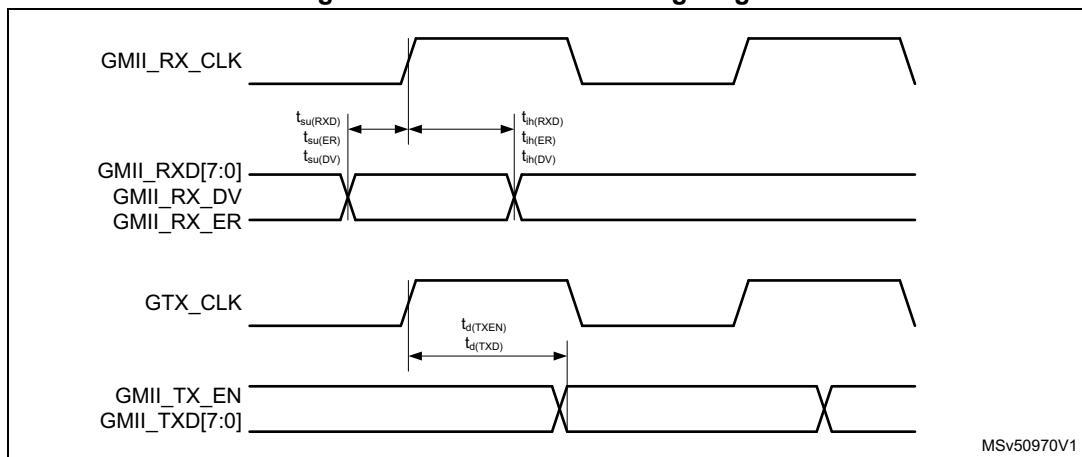 GMII_RX_CLK
tsu(RXD)
tsu(ER)
tsu(DV)
tih(RXD)
tih(ER)
tih(DV)
GMII_RXD[7:0]
GMII_RX_DV
GMII_RX_ER
GTX_CLK
td(TXEN)
td(TXD)
GMII_TX_EN
GMII_TXD[7:0]
MSv50970V1